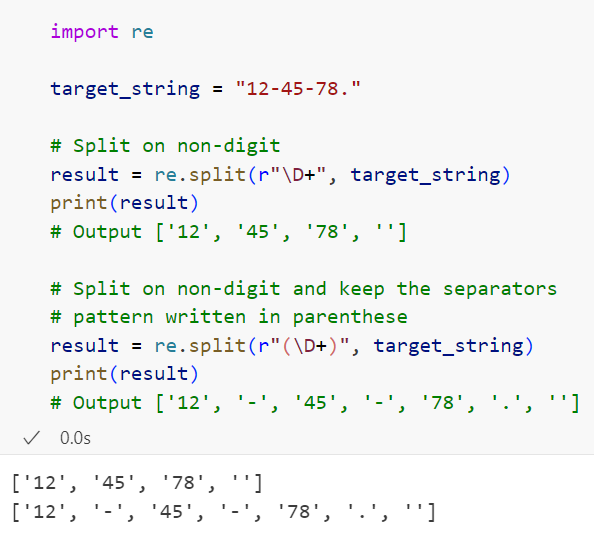 import re
target_string = "12-45-78."
# Split on non-digit
result = re.split(r"\D+", target_string)
print(result)
# Output ['12', '45', '78', '']
# Split on non-digit and keep the separators
# pattern written in parenthese
result = re.split(r"(\D+)", target_string)
print(result)
# Output ['12', '-', '45', '-', '78', '.', '']
0.0s
['12', '45', '78', '']
['12', '-', '45', '-', '78', '.', '']